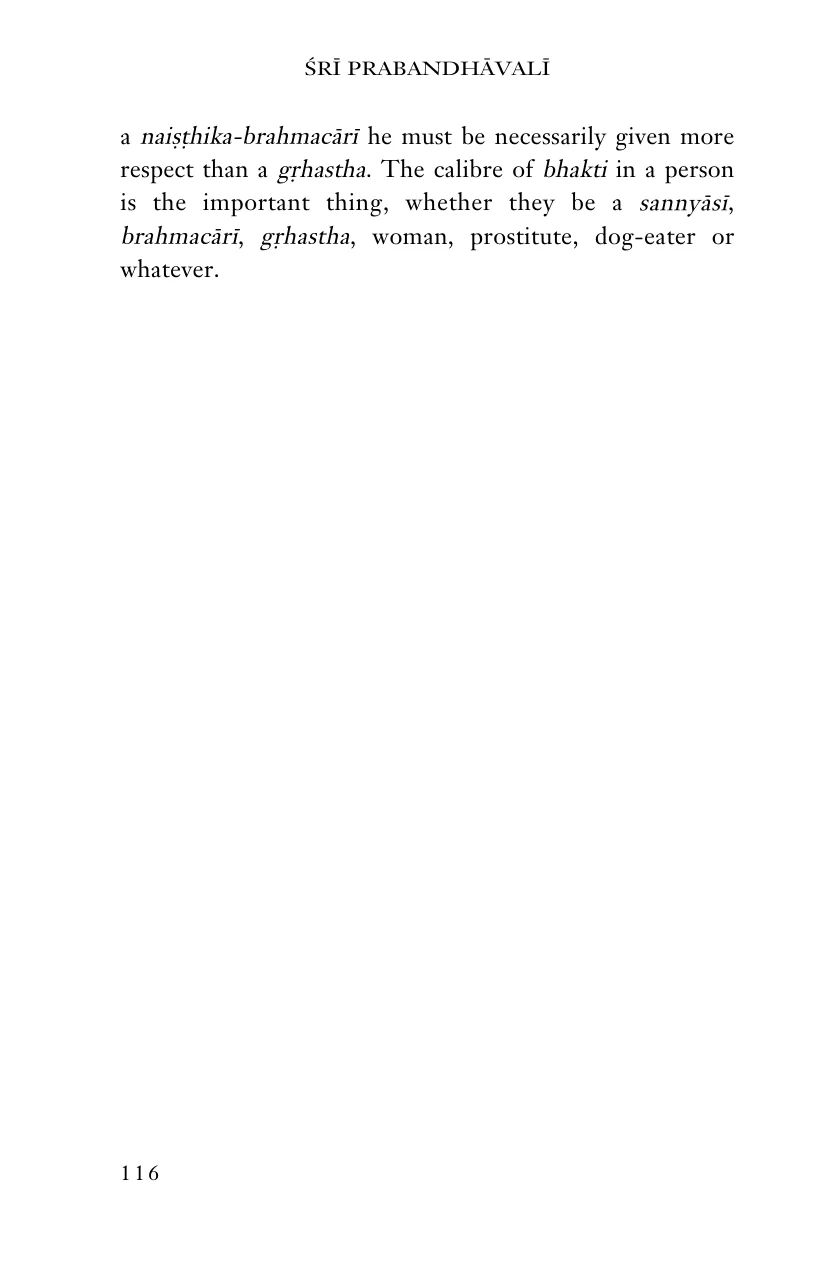 ŚRĪ PRABANDHĀVALĪ
a naiṣṭhika-brahmacārī he must be necessarily given more
respect than a gṛhastha. The calibre of bhakti in a person
is the important thing, whether they be a sannyāsī,
brahmacārī, gṛhastha, woman, prostitute, dog-eater or
whatever.
116